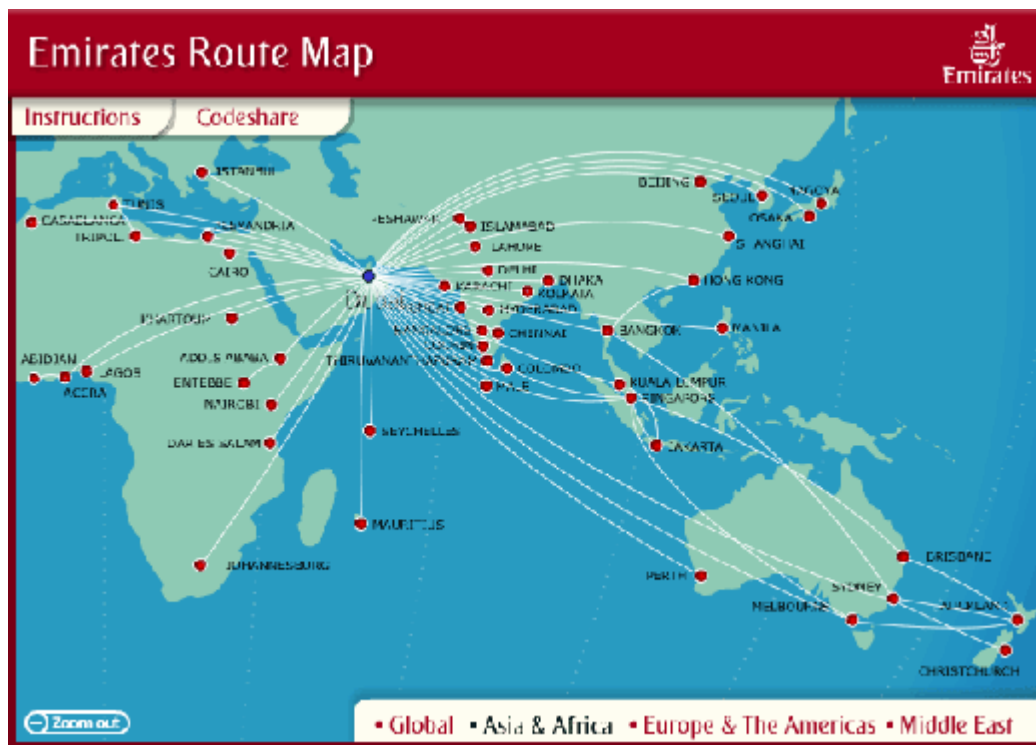 Emirates Route Map
Emirates
Instructions
Codeshare
ISTANBUL
BEIJING
SEOUL
NAGOYA
OSAKA
TUNIS
CASABLANCA
TRIPOLI
PESHAWAR
ISLAMABAD
SHANGHAI
LAHORE
CAIRO
DELHI
DHAKA
HONG KONG
KARACHI
KOLKATA
HYDERABAD
KHARTOUM
BANGKOK
MANILA
CHENNAI
ABIDJAN
ADDIS ABABA
LAGOS
THIRUVANANTHAPURAM
COLOMBO
ACCRA
ENTEBBE
MALE
KUALA LUMPUR
SINGAPORE
NAIROBI
SEYCHELLES
DAR ES SALAM
JAKARTA
MAURITIUS
BRISBANE
JOHANNESBURG
PERTH
SYDNEY
MELBOURNE
AUCKLAND
CHRISTCHURCH
Zoom out
Global
Asia & Africa
Europe & The Americas
Middle East